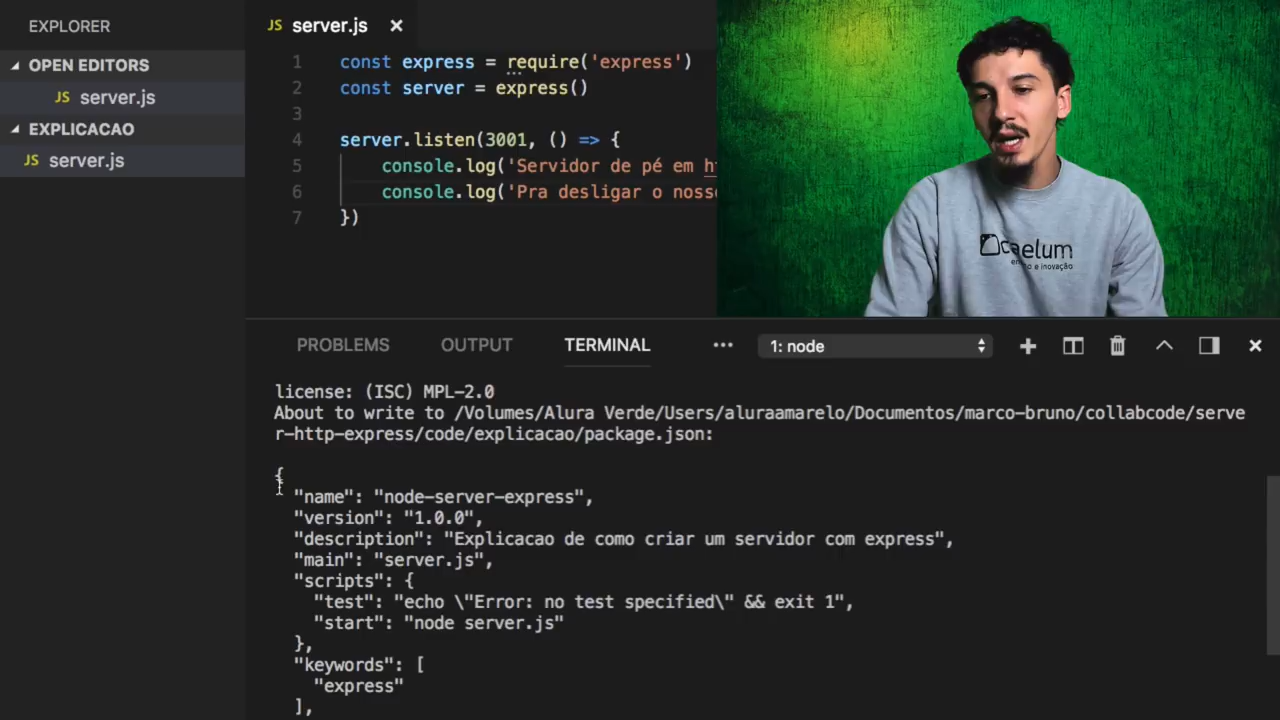 EXPLORER
OPEN EDITORS
JS server.js
EXPLICACAO
JS server.js
JS server.js
1 const express = require('express')
2 const server = express()
3
4 server.listen(3001, () => {
5 console.log('Servidor de pé em
6 console.log('Pra desligar o
7 })
caelum
ensino e inovação
PROBLEMS OUTPUT TERMINAL ••• 1: node
license: (ISC) MPL-2.0
About to write to /Volumes/Alura Verde/Users/aluraamarelo/Documentos/marco-bruno/collabcode/serve
r-http-express/code/explicacao/package.json:
{
"name": "node-server-express",
"version": "1.0.0",
"description": "Explicacao de como criar um servidor com express",
"main": "server.js",
"scripts": {
"test": "echo \"Error: no test specified\" && exit 1",
"start": "node server.js"
},
"keywords": [
"express"
],